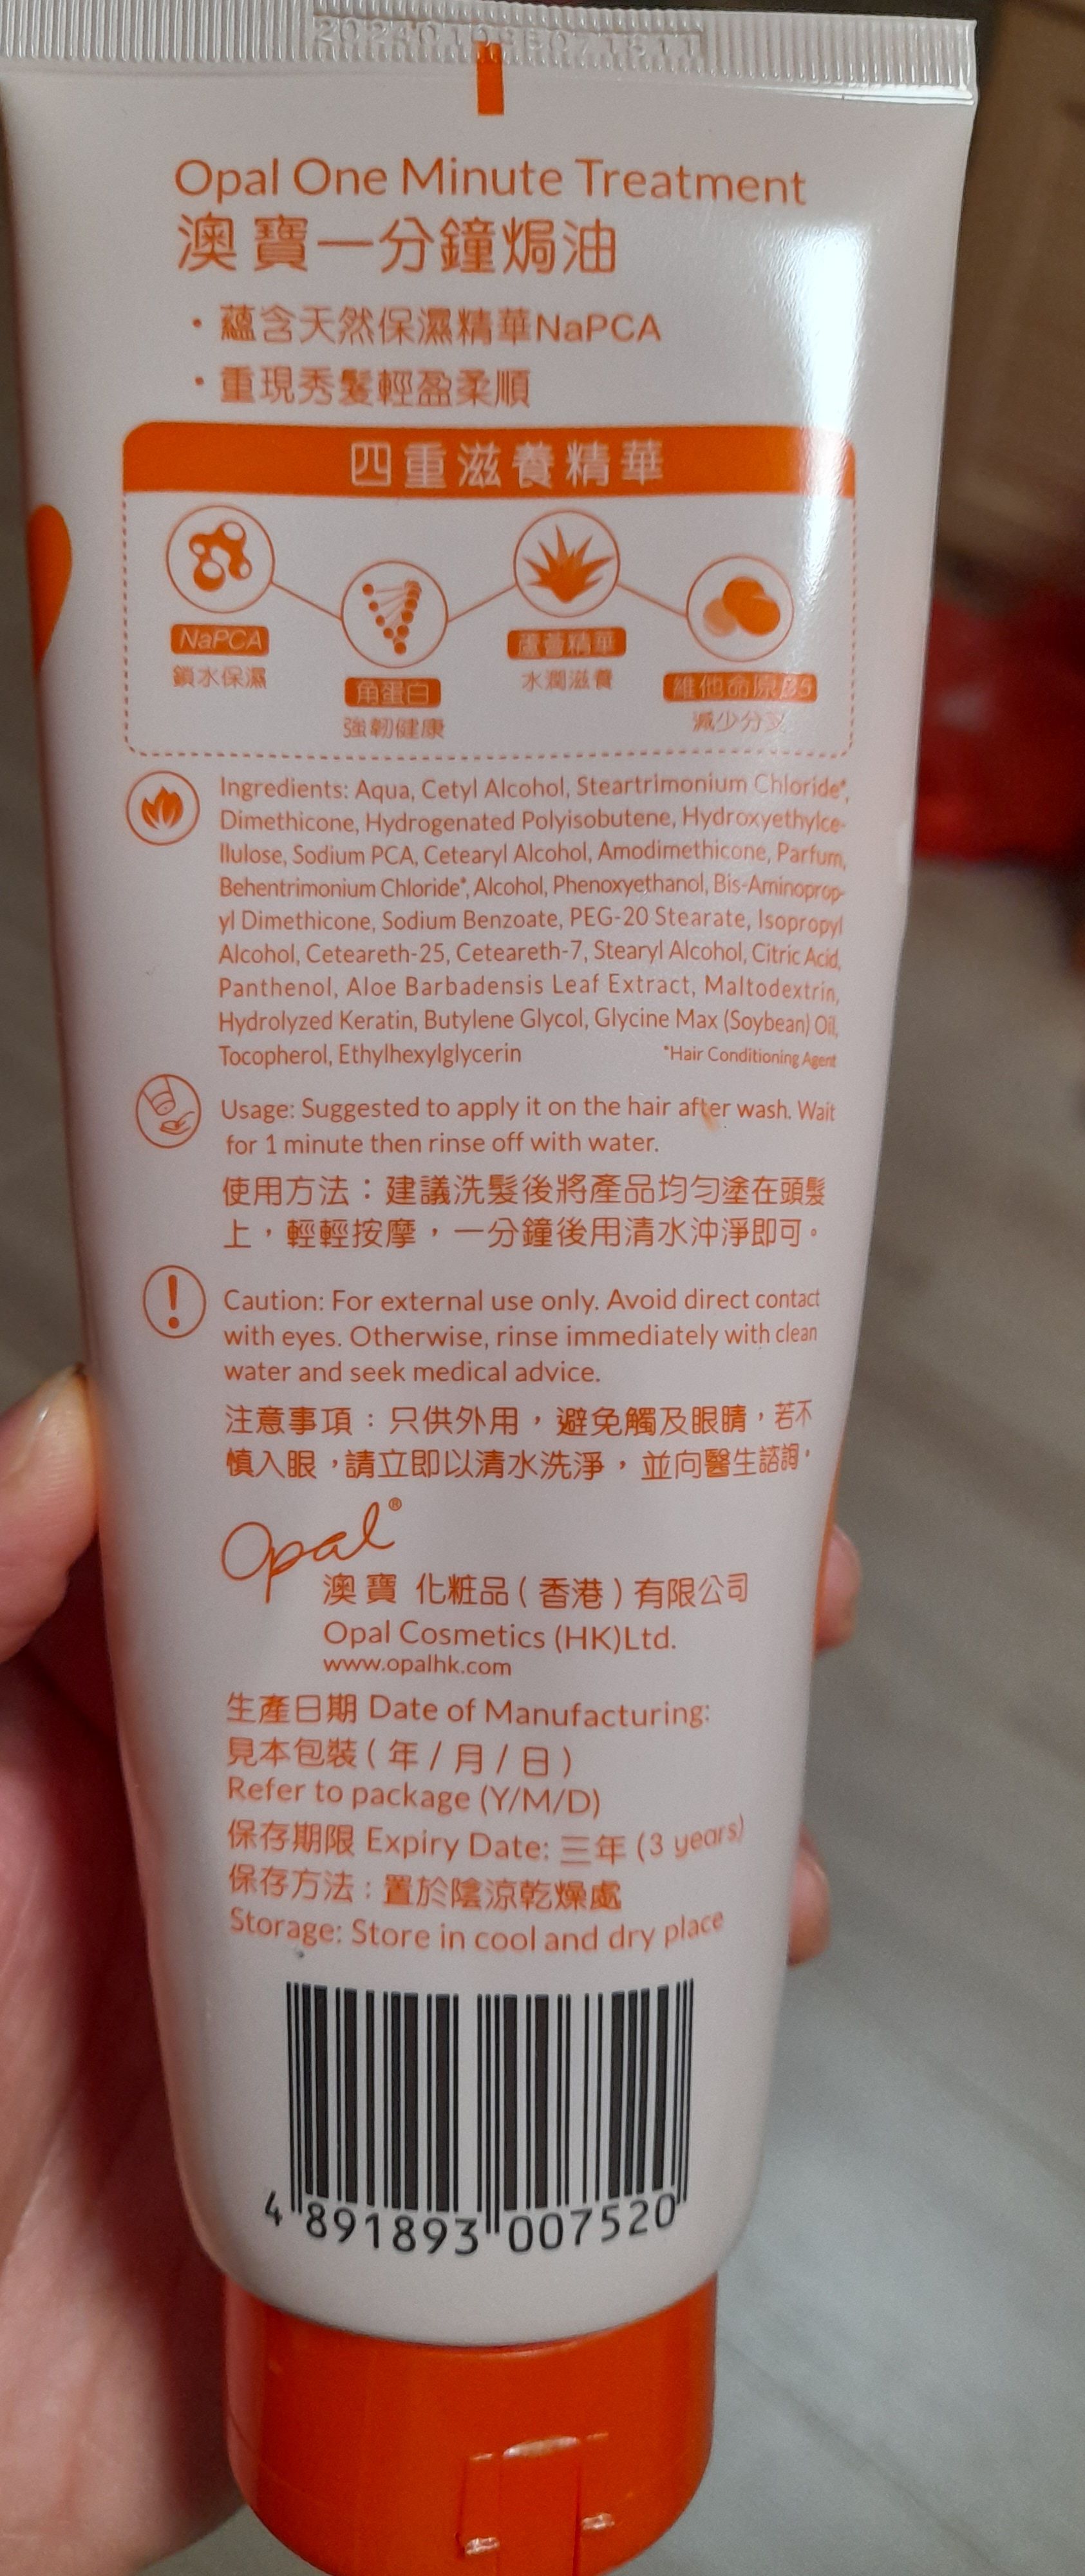 Opal One Minute Treatment
澳寶一分鐘焗油
・蘊含天然保濕精華NaPCA
・重現秀髮輕盈柔順
四重滋養精華
NaPCA
鎖水保濕
角蛋白
強韌健康
蘆薈精華
水潤滋養
維他命原B5
減少分叉
Ingredients: Aqua, Cetyl Alcohol, Steartrimonium Chloride*,
Dimethicone, Hydrogenated Polyisobutene, Hydroxyethylce-
llulose, Sodium PCA, Cetearyl Alcohol, Amodimethicone, Parfum,
Behentrimonium Chloride*, Alcohol, Phenoxyethanol, Bis-Aminoprop-
yl Dimethicone, Sodium Benzoate, PEG-20 Stearate, Isopropyl
Alcohol, Ceteareth-25, Ceteareth-7, Stearyl Alcohol, Citric Acid,
Panthenol, Aloe Barbadensis Leaf Extract, Maltodextrin,
Hydrolyzed Keratin, Butylene Glycol, Glycine Max (Soybean) Oil,
Tocopherol, Ethylhexylglycerin *Hair Conditioning Agent
Usage: Suggested to apply it on the hair after wash. Wait
for 1 minute then rinse off with water.
使用方法：建議洗髮後將產品均勻塗在頭髮
上，輕輕按摩，一分鐘後用清水沖淨即可。
Caution: For external use only. Avoid direct contact
with eyes. Otherwise, rinse immediately with clean
water and seek medical advice.
注意事項：只供外用，避免觸及眼睛，若不
慎入眼，請立即以清水洗淨，並向醫生諮詢。
Opal®
澳寶 化粧品（香港）有限公司
Opal Cosmetics (HK)Ltd.
www.opalhk.com
生產日期 Date of Manufacturing:
見本包裝（年/月/日）
Refer to package (Y/M/D)
保存期限 Expiry Date: 三年 (3 years)
保存方法：置於陰涼乾燥處
Storage: Store in cool and dry place
4 891893 007520